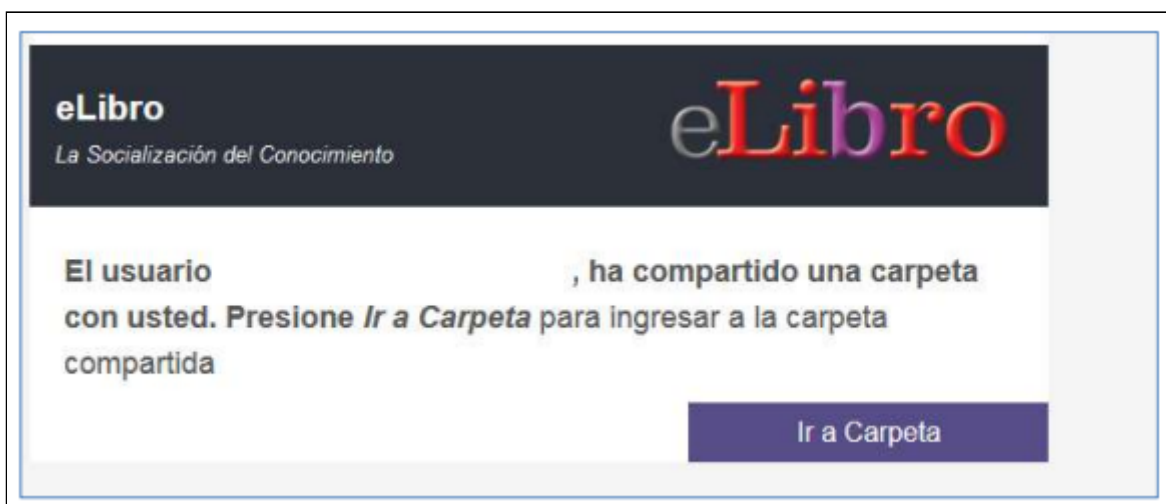 eLibro
La Socialización del Conocimiento
eLibro
El usuario , ha compartido una carpeta
con usted. Presione Ir a Carpeta para ingresar a la carpeta
compartida
Ir a Carpeta